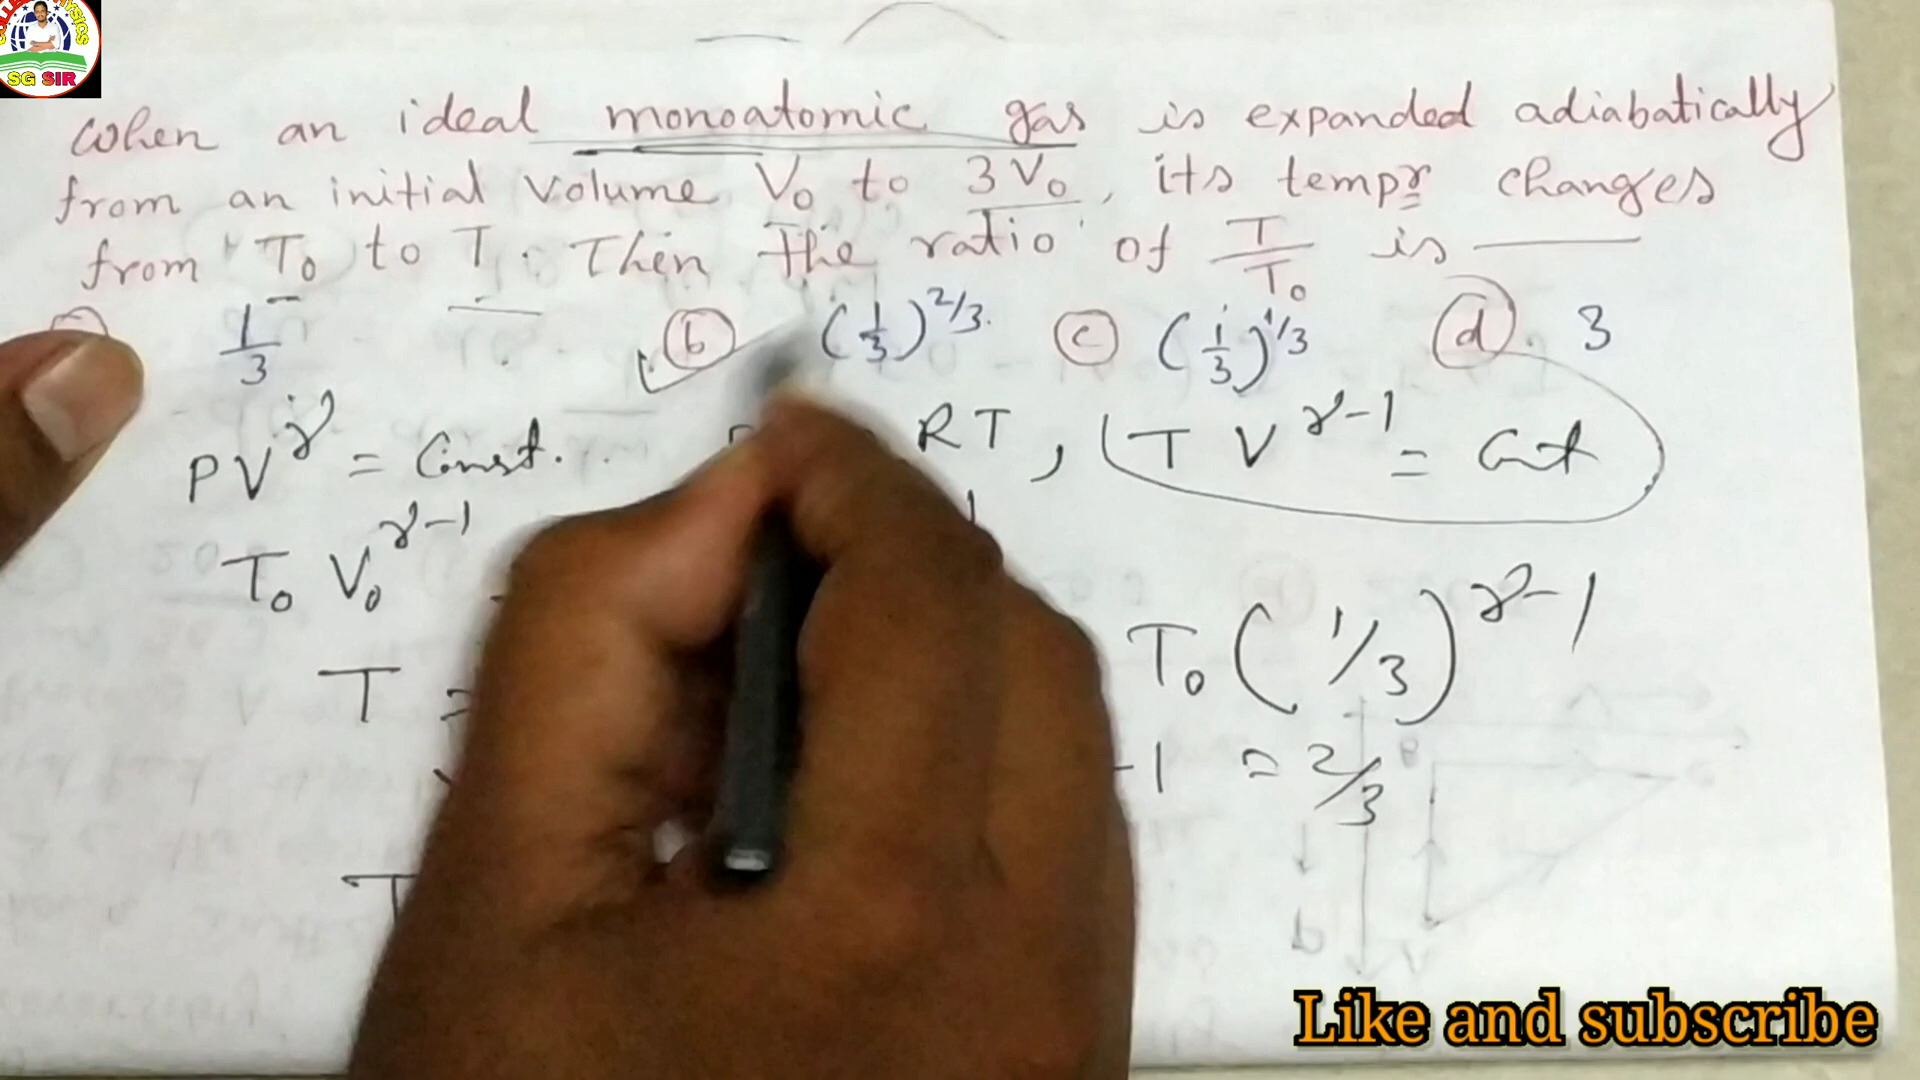 SG SIR
When an ideal monoatomic gas is expanded adiabatically
from an initial volume V₀ to 3V₀, its tempr changes
from T₀ to T. Then the ratio of T/T₀ is ———
1/3 (b) (1/3)^2/3. (c) (1/3)^1/3 (d) 3
PV^γ = Const. RT, TV^γ-1 = Cnt
T₀ V₀^γ-1
T = T₀ (1/3)^γ-1
-1 = 2/3
T
Like and subscribe